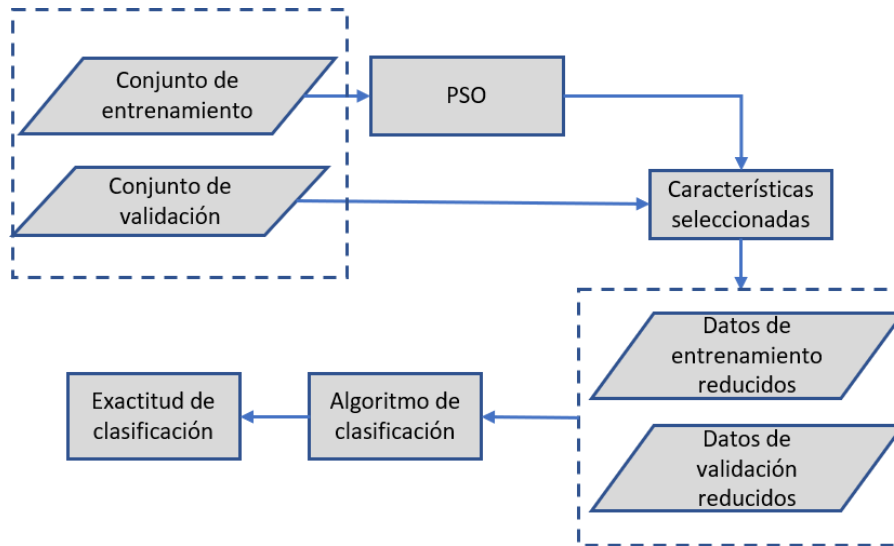 Conjunto de
entrenamiento
PSO
Conjunto de
validación
Características
seleccionadas
Datos de
entrenamiento
reducidos
Exactitud de
clasificación
Algoritmo de
clasificación
Datos de
validación
reducidos